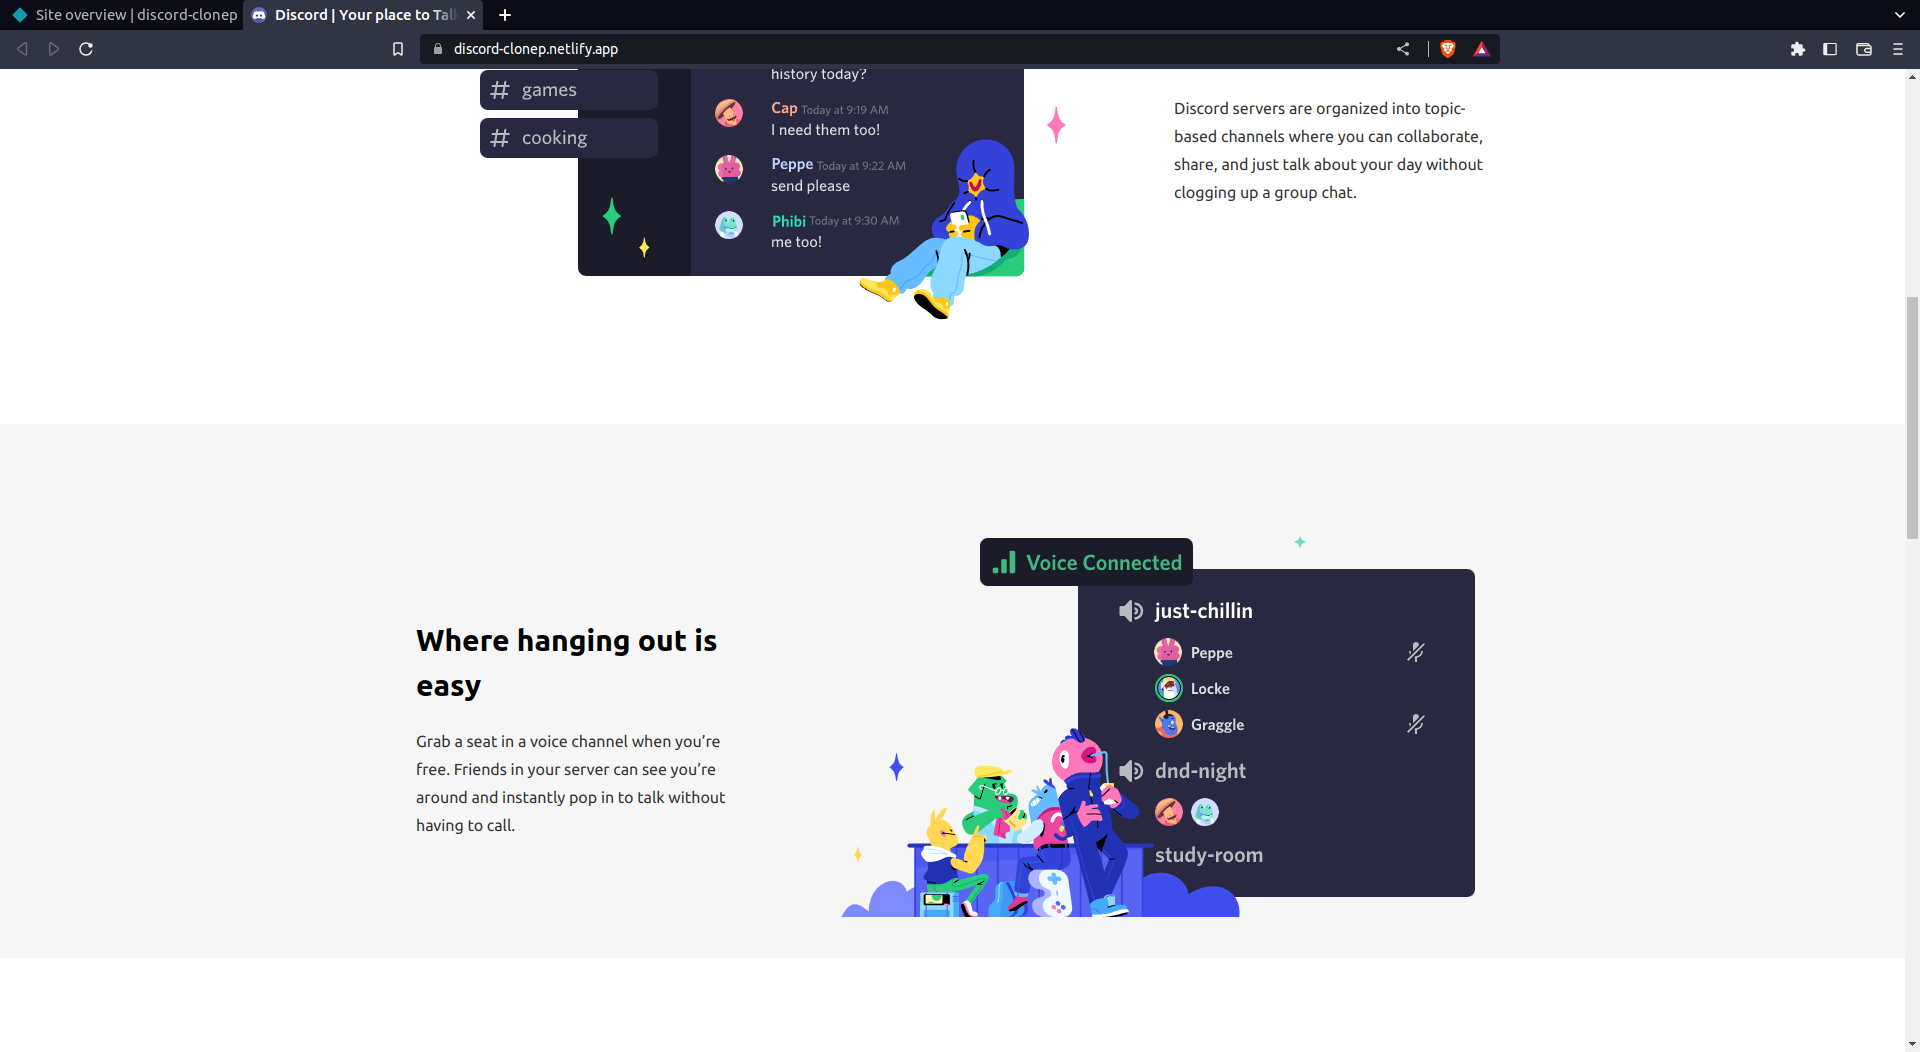 Site overview | discord-clonep
Discord | Your place to Tal
discord-clonep.netlify.app
# games
# cooking
history today?
Cap Today at 9:19 AM
I need them too!
Peppe Today at 9:22 AM
send please
Phibi Today at 9:30 AM
me too!
Discord servers are organized into topic-
based channels where you can collaborate,
share, and just talk about your day without
clogging up a group chat.
Where hanging out is
easy
Grab a seat in a voice channel when you’re
free. Friends in your server can see you’re
around and instantly pop in to talk without
having to call.
Voice Connected
just-chillin
Peppe
Locke
Graggle
dnd-night
study-room